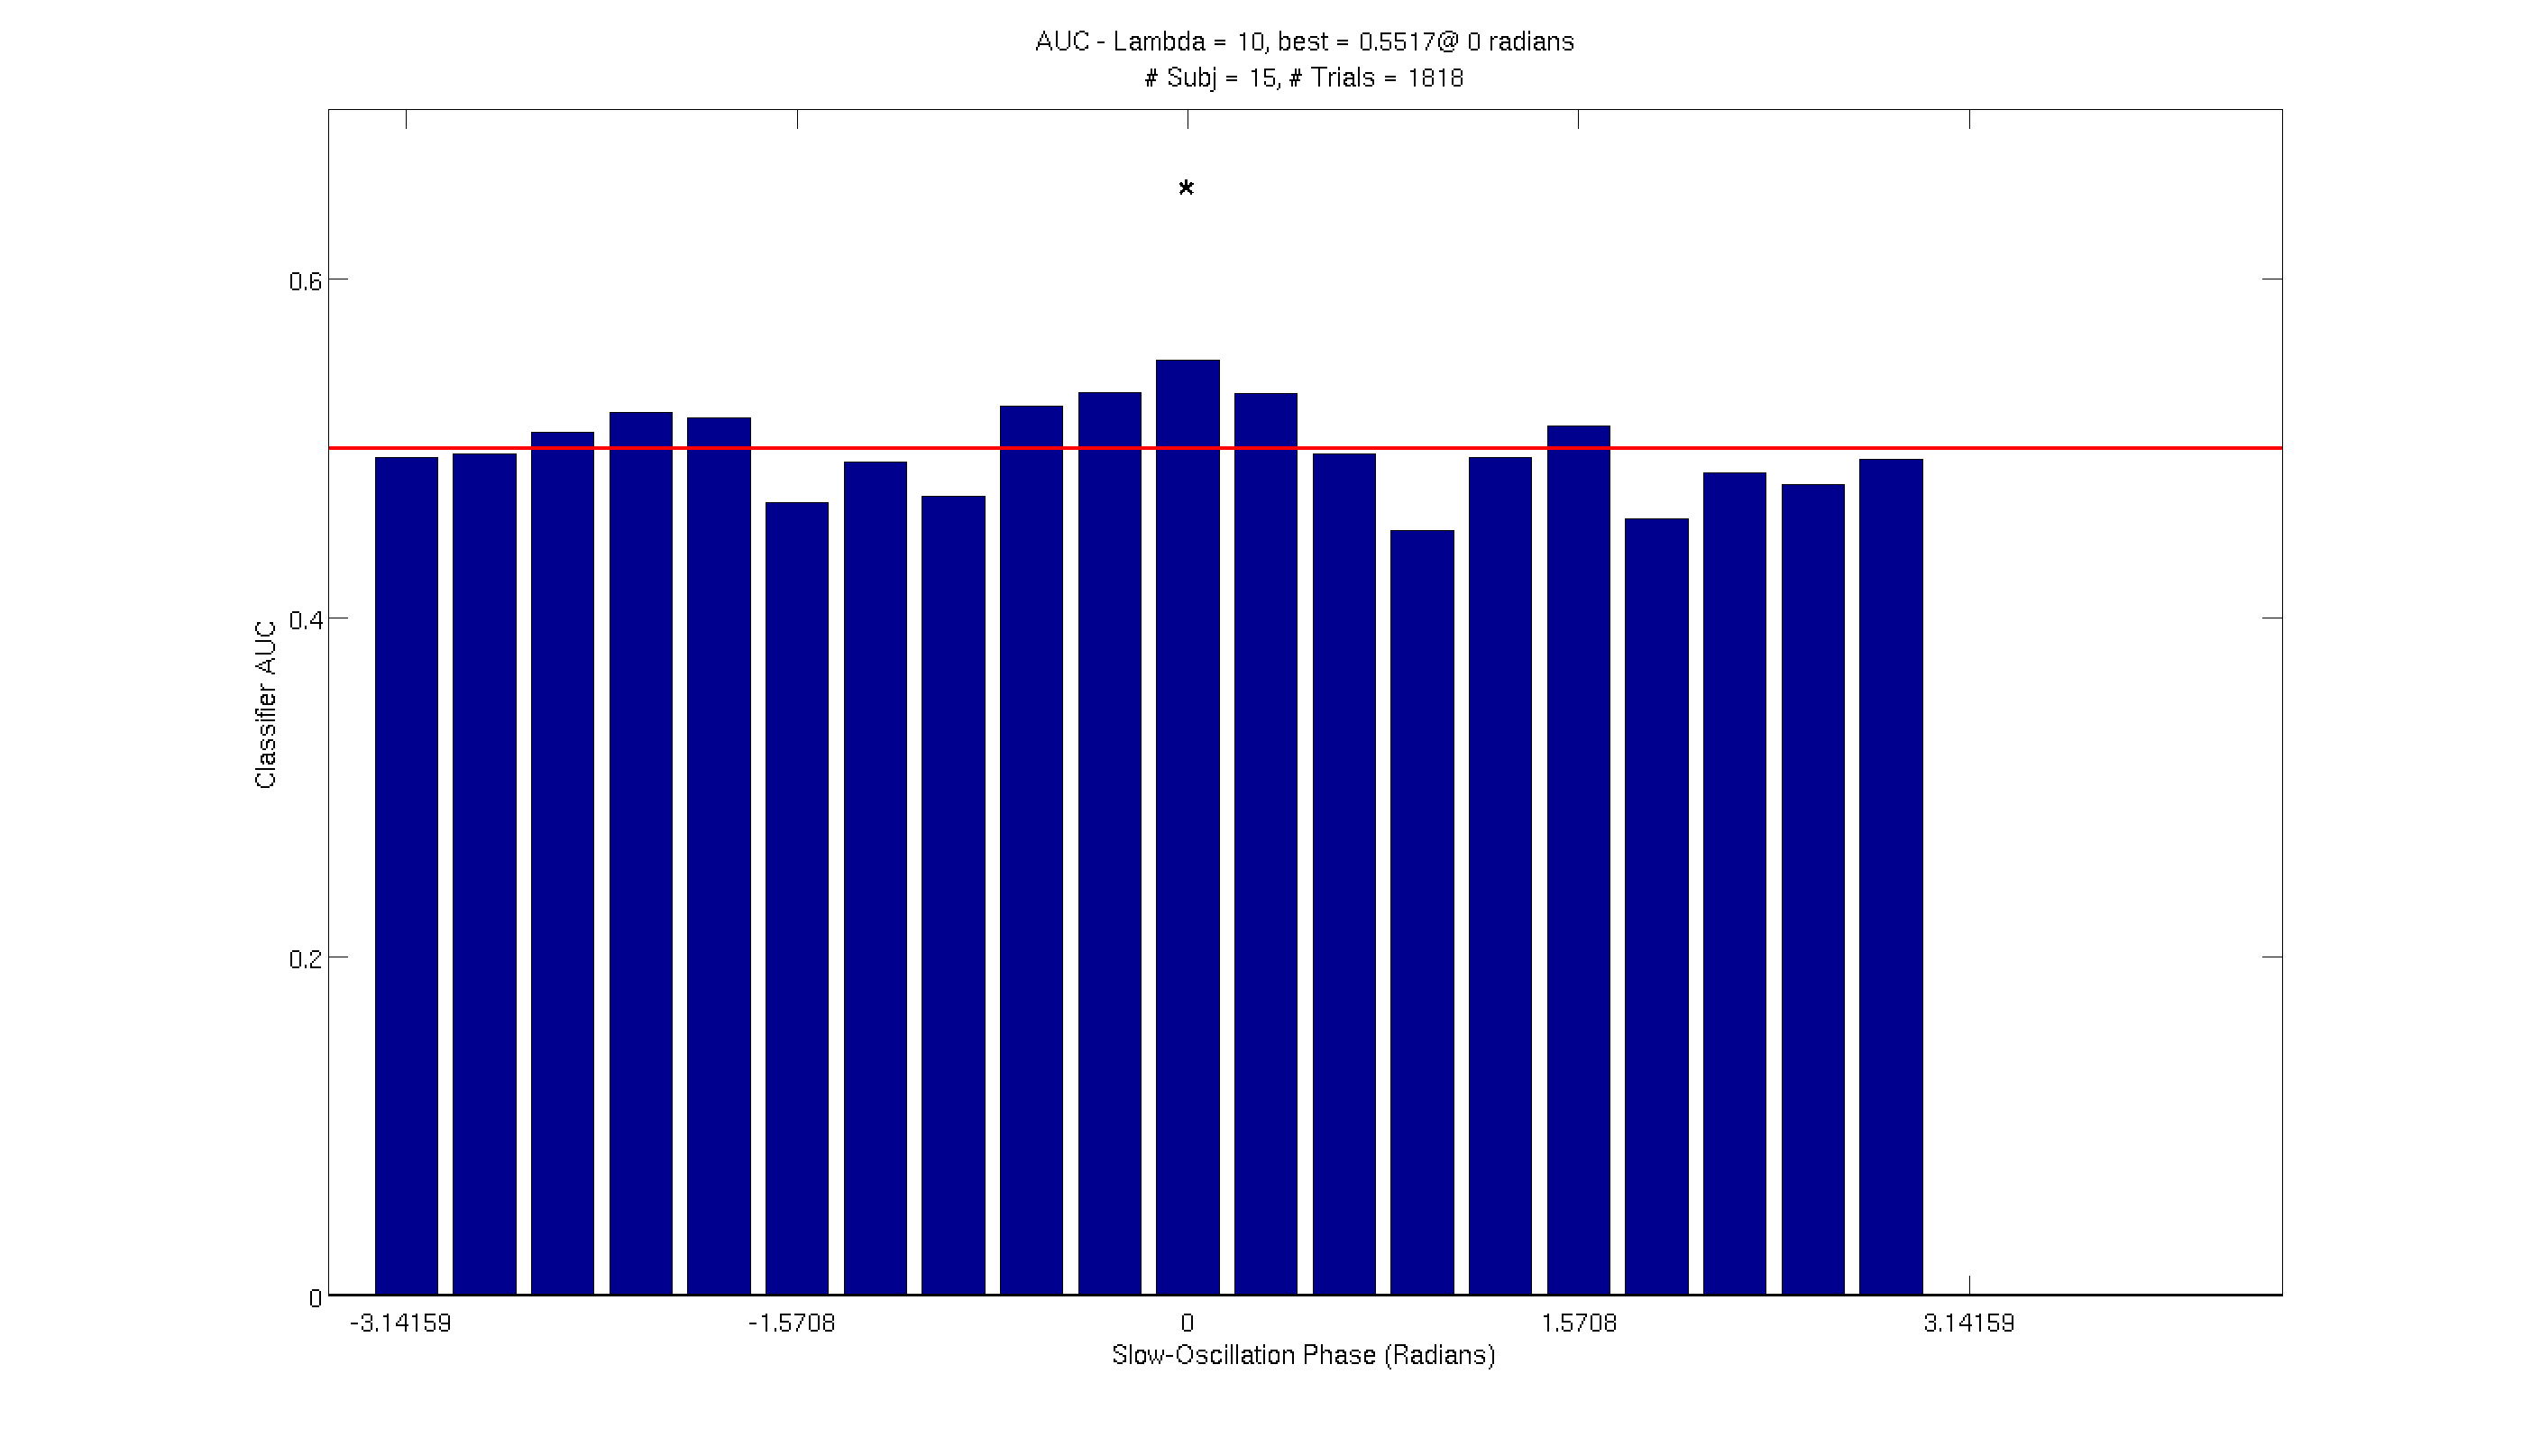 AUC - Lambda = 10, best = 0.5517@ 0 radians
# Subj = 15, # Trials = 1818
*
0.6
0.4
0.2
0
Classifier AUC
-3.14159
-1.5708
0
1.5708
3.14159
Slow-Oscillation Phase (Radians)